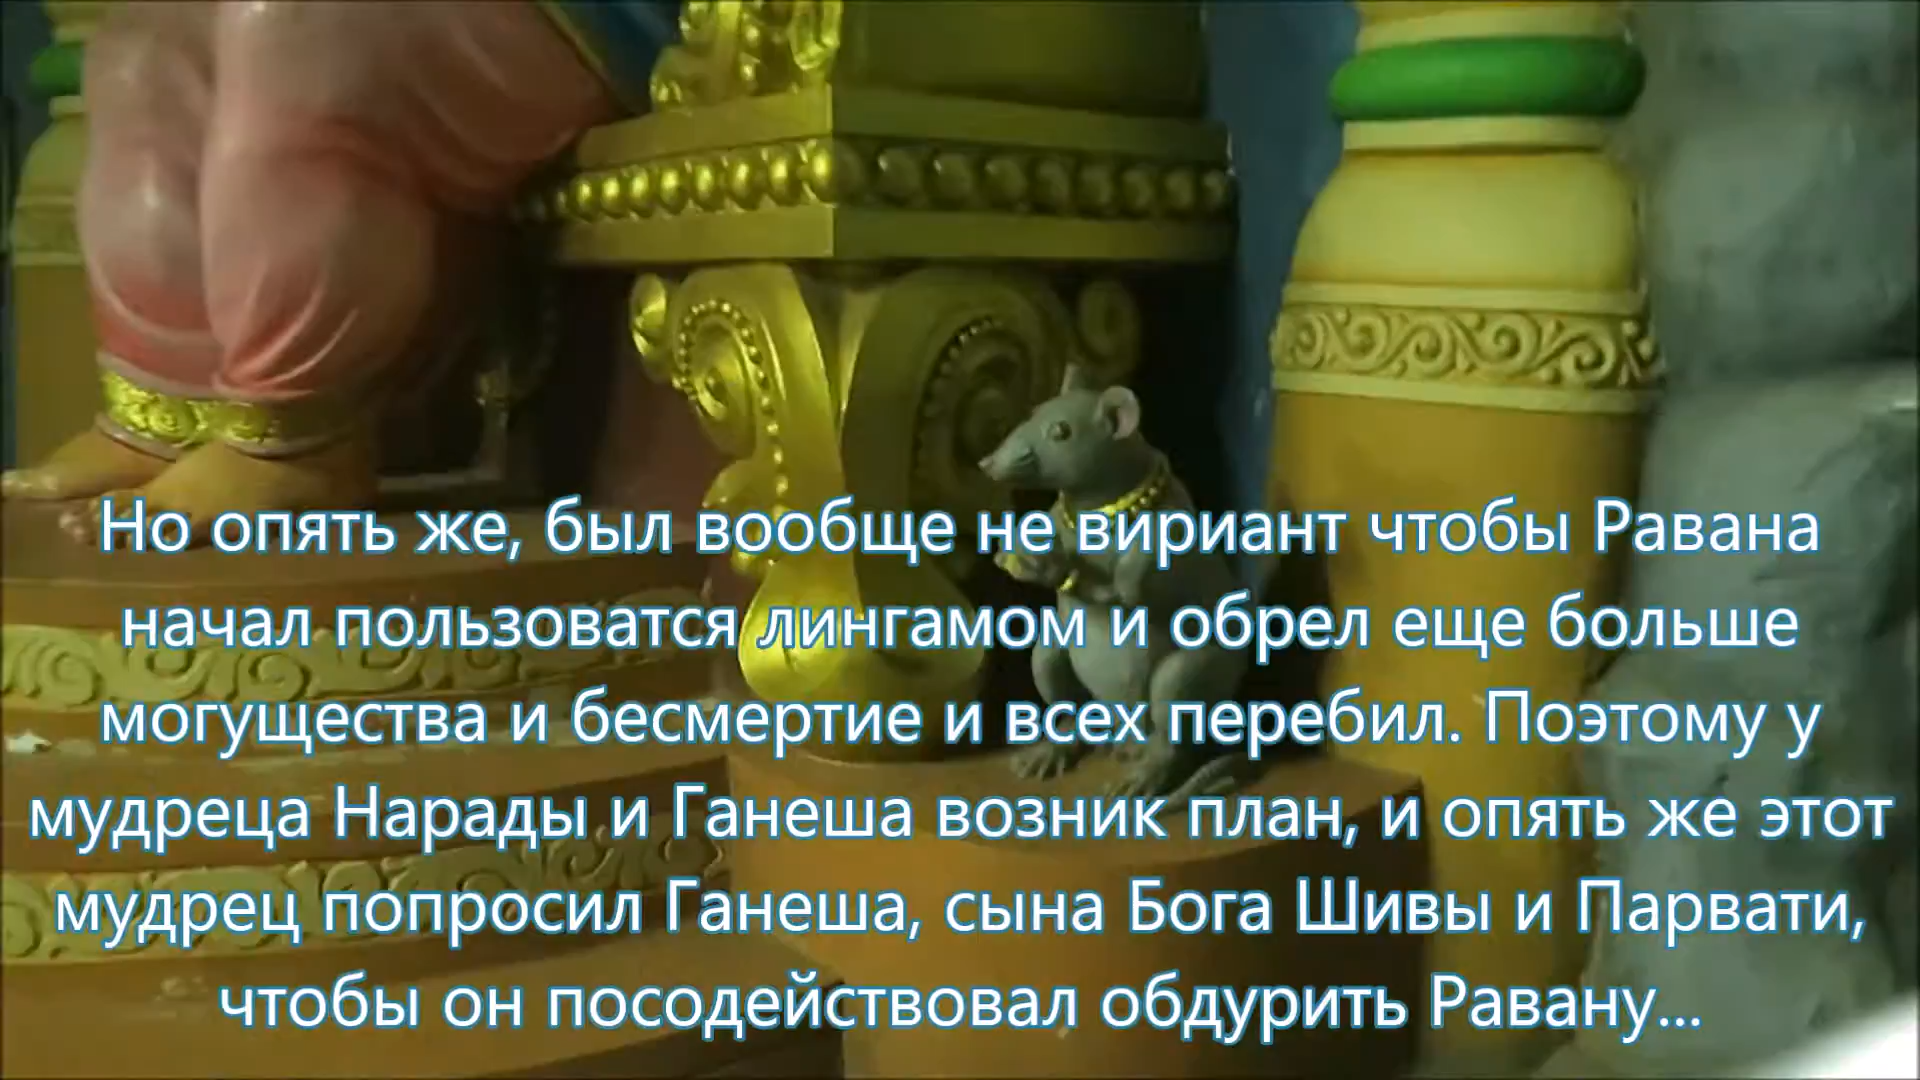 Но опять же, был вообще не вириант чтобы Равана
начал пользоватся лингамом и обрел еще больше
могущества и бесмертие и всех перебил. Поэтому у
мудреца Нарады и Ганеша возник план, и опять же этот
мудрец попросил Ганеша, сына Бога Шивы и Парвати,
чтобы он посодействовал обдурить Равану...